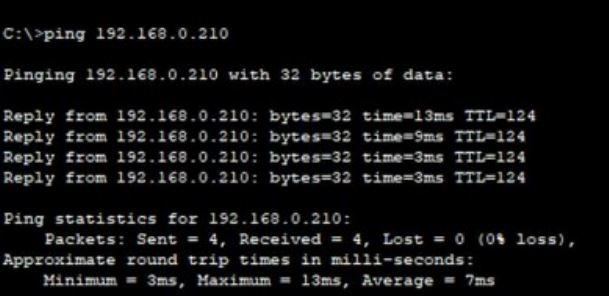 C:\>ping 192.168.0.210
Pinging 192.168.0.210 with 32 bytes of data:
Reply from 192.168.0.210: bytes=32 time=13ms TTL=124
Reply from 192.168.0.210: bytes=32 time=9ms TTL=124
Reply from 192.168.0.210: bytes=32 time=3ms TTL=124
Reply from 192.168.0.210: bytes=32 time=3ms TTL=124
Ping statistics for 192.168.0.210:
Packets: Sent = 4, Received = 4, Lost = 0 (0% loss),
Approximate round trip times in milli-seconds:
Minimum = 3ms, Maximum = 13ms, Average = 7ms